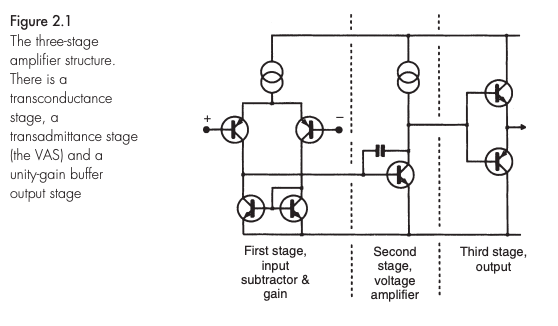 Figure 2.1
The three-stage
amplifier structure.
There is a
transconductance
stage, a
transadmittance stage
(the VAS) and a
unity-gain buffer
output stage
+
−
First stage,
input
subtractor &
gain
Second
stage,
voltage
amplifier
Third stage,
output